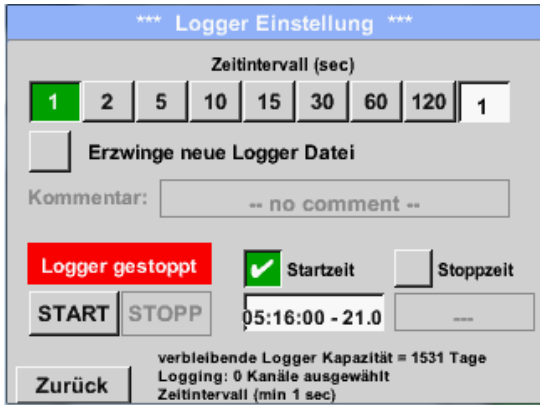 *** Logger Einstellung ***
Zeitintervall (sec)
1 2 5 10 15 30 60 120 1
Erzwinge neue Logger Datei
Kommentar: -- no comment --
Logger gestoppt ✔ Startzeit Stoppzeit
START STOPP 05:16:00 - 21.0 ---
verbleibende Logger Kapazität = 1531 Tage
Logging: 0 Kanäle ausgewählt
Zurück Zeitintervall (min 1 sec)